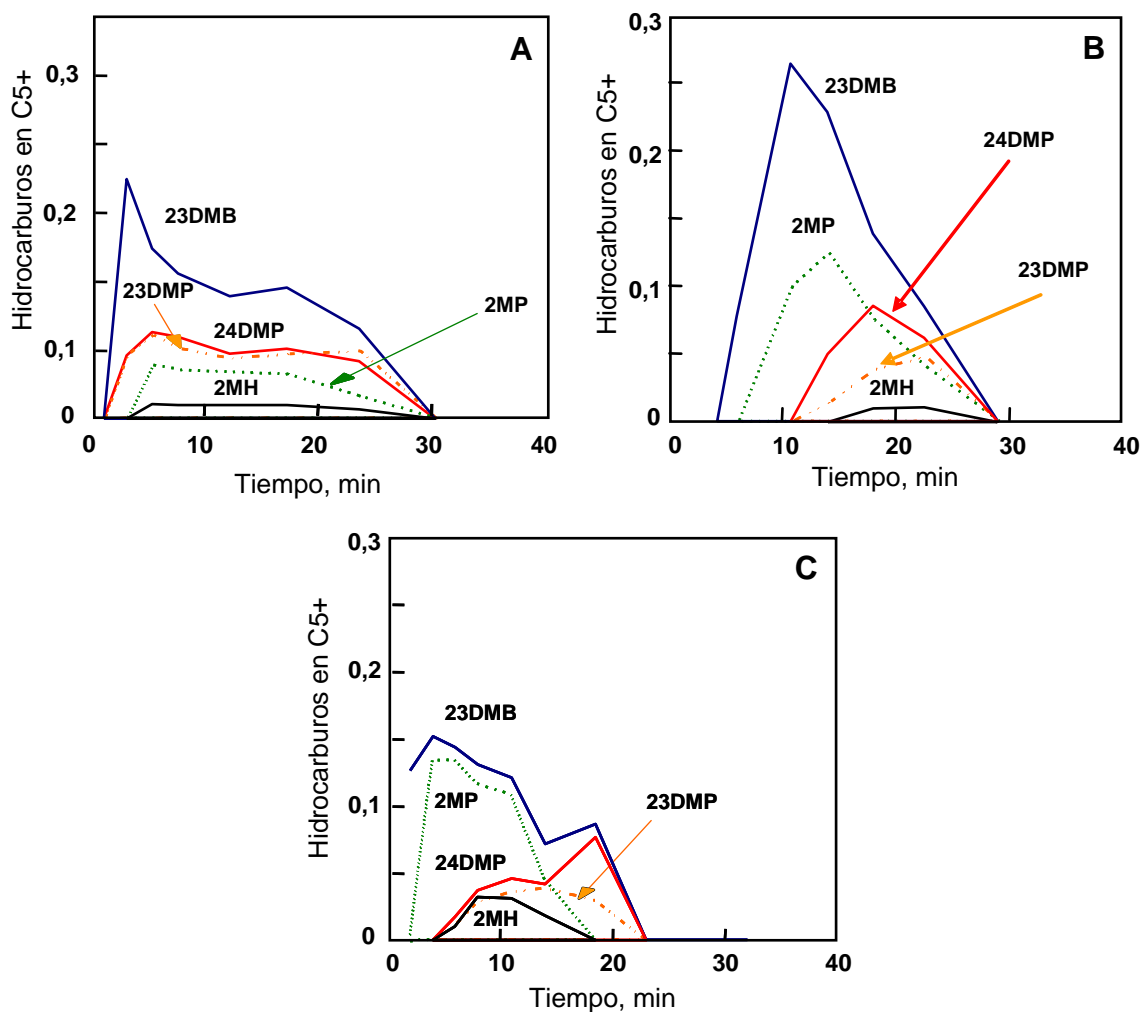 A
Hidrocarburos en C5+
0,3
0,2
0,1
0
23DMB
23DMP
24DMP
2MP
2MH
0
10
20
30
40
Tiempo, min
B
Hidrocarburos en C5+
0,3
0,2
0,1
0
23DMB
24DMP
2MP
23DMP
2MH
0
10
20
30
40
Tiempo, min
C
Hidrocarburos en C5+
0,3
0,2
0,1
0
23DMB
2MP
23DMP
24DMP
2MH
0
10
20
30
40
Tiempo, min